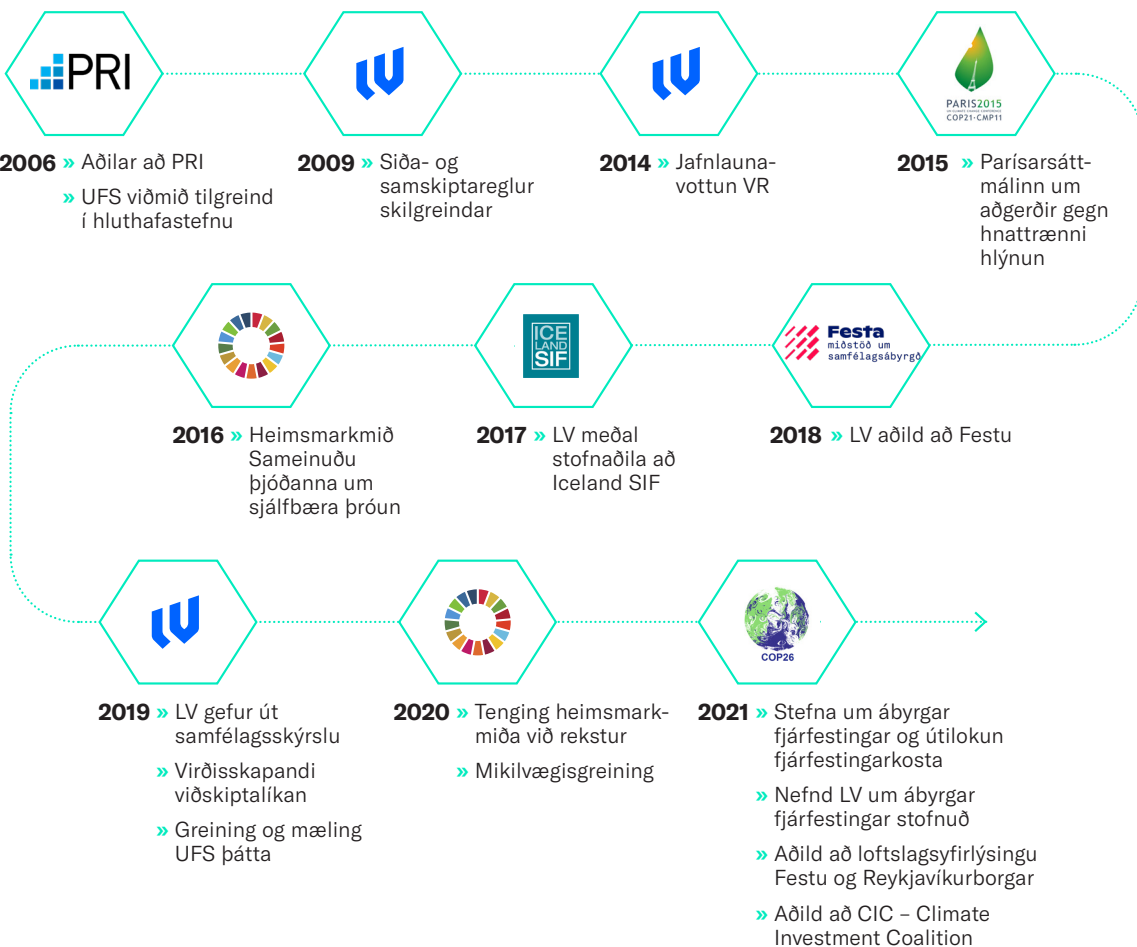 PRI
2006 » Aðilar að PRI
» UFS viðmið tilgreind
í hluthafastefnu
2009 » Siða- og
samskiptareglur
skilgreindar
2014 » Jafnlauna-
vottun VR
PARIS2015
UN CLIMATE CHANGE CONFERENCE
COP21·CMP11
2015 » Parísarsátt-
málinn um
aðgerðir gegn
hnattrænni
hlýnun
2016 » Heimsmarkmið
Sameinuðu
þjóðanna um
sjálfbæra þróun
ICE
LAND
SIF
2017 » LV meðal
stofnaðila að
Iceland SIF
Festa
miðstöð um
samfélagsábyrgð
2018 » LV aðild að Festu
2019 » LV gefur út
samfélagsskýrslu
» Virðisskapandi
viðskiptalíkan
» Greining og mæling
UFS þátta
2020 » Tenging heimsmark-
miða við rekstur
» Mikilvægisgreining
COP26
2021 » Stefna um ábyrgar
fjárfestingar og útilokun
fjárfestingarkosta
» Nefnd LV um ábyrgar
fjárfestingar stofnuð
» Aðild að loftslagsyfirlýsingu
Festu og Reykjavíkurborgar
» Aðild að CIC – Climate
Investment Coalition